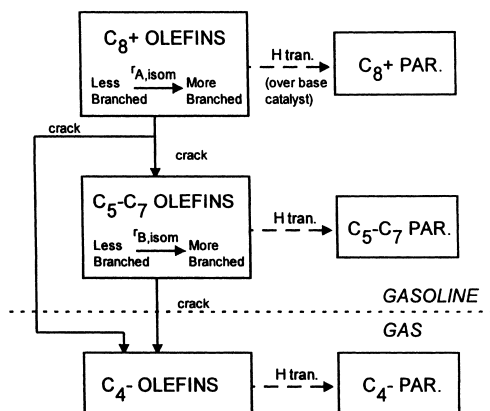 C8+ OLEFINS
rA,isom
Less More
Branched Branched
H tran.
(over base
catalyst)
C8+ PAR.
crack
crack
C5-C7 OLEFINS
rB,isom
Less More
Branched Branched
H tran.
C5-C7 PAR.
crack
GASOLINE
GAS
C4- OLEFINS
H tran.
C4- PAR.